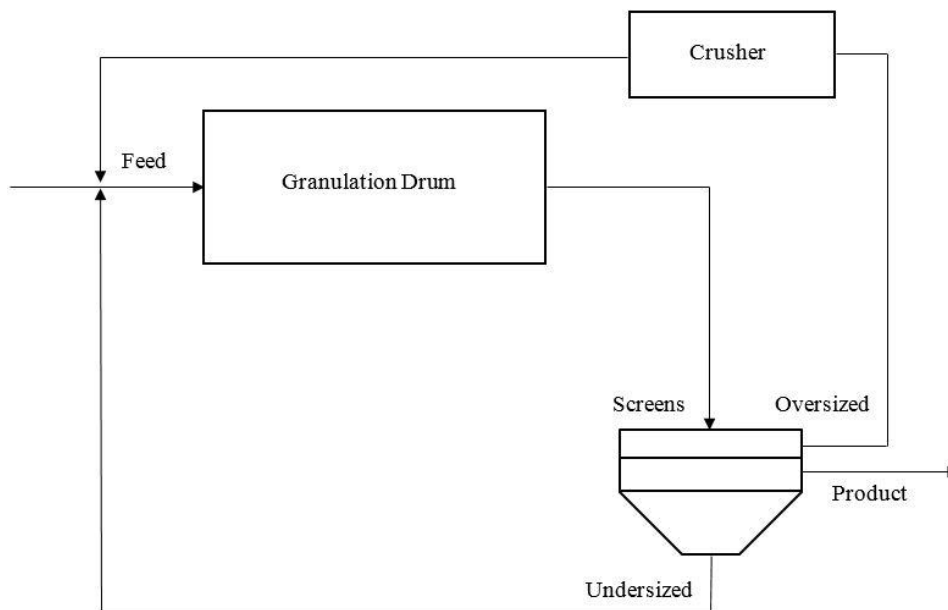 Crusher
Feed
Granulation Drum
Screens
Oversized
Product
Undersized